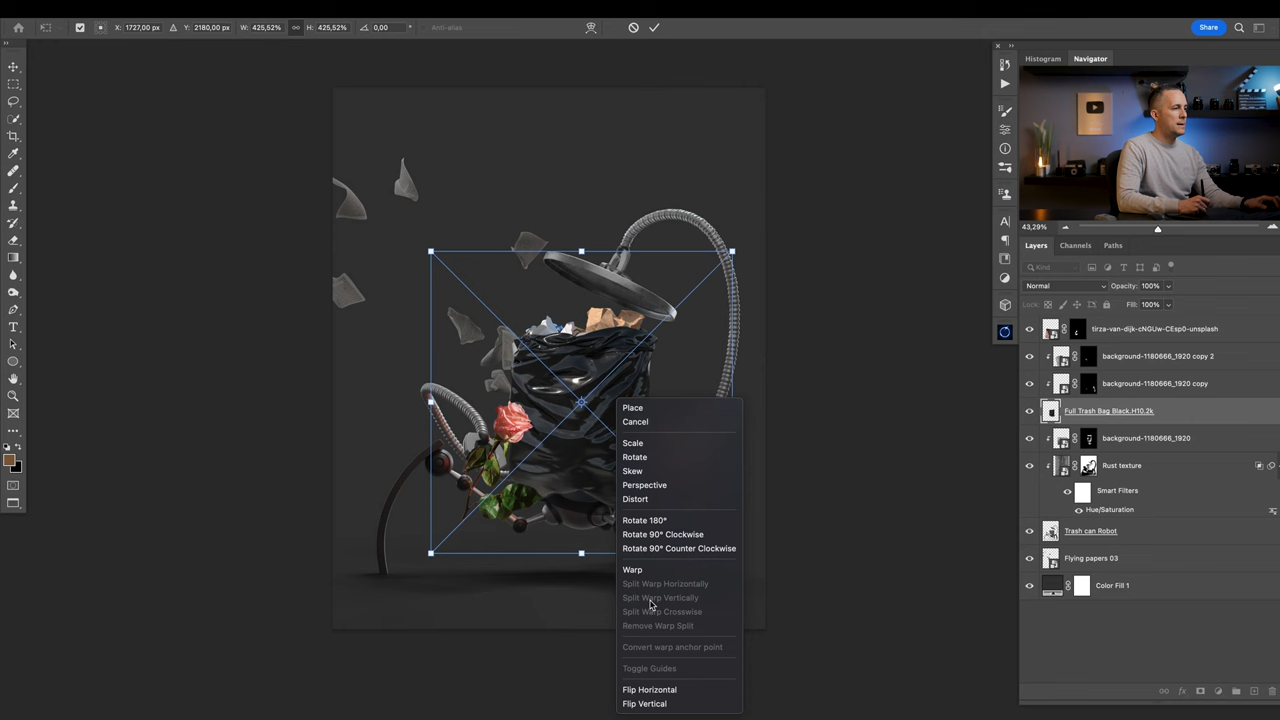 X: 1727,00 px Y: 2180,00 px W: 425,52% H: 425,52% 0,00 ° Anti-alias Share
Histogram Navigator
43,29%
Layers Channels Paths
Kind
Normal Opacity: 100%
Lock: Fill: 100%
tirza-van-dijk-cNGUw-CEsp0-unsplash
background-1180666_1920 copy 2
background-1180666_1920 copy
Full Trash Bag Black.H10.2k
background-1180666_1920
Rust texture
Smart Filters
Hue/Saturation
Trash can Robot
Flying papers 03
Color Fill 1
Place
Cancel
Scale
Rotate
Skew
Perspective
Distort
Rotate 180°
Rotate 90° Clockwise
Rotate 90° Counter Clockwise
Warp
Split Warp Horizontally
Split Warp Vertically
Split Warp Crosswise
Remove Warp Split
Convert warp anchor point
Toggle Guides
Flip Horizontal
Flip Vertical